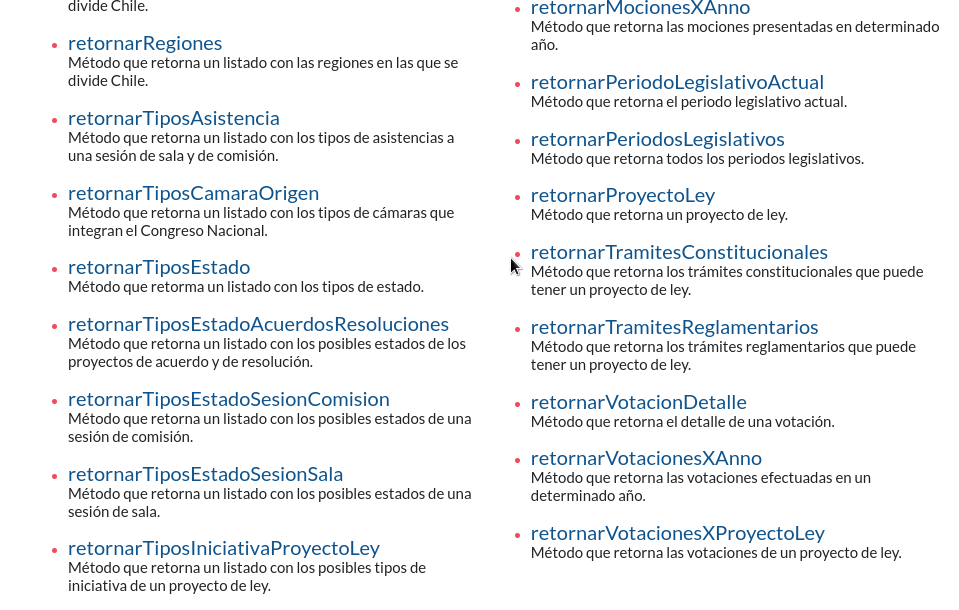 divide Chile.
retornarRegiones
Método que retorna un listado con las regiones en las que se
divide Chile.
retornarTiposAsistencia
Método que retorna un listado con los tipos de asistencias a
una sesión de sala y de comisión.
retornarTiposCamaraOrigen
Método que retorna un listado con los tipos de cámaras que
integran el Congreso Nacional.
retornarTiposEstado
Método que retorma un listado con los tipos de estado.
retornarTiposEstadoAcuerdosResoluciones
Método que retorna un listado con los posibles estados de los
proyectos de acuerdo y de resolución.
retornarTiposEstadoSesionComision
Método que retorna un listado con los posibles estados de una
sesión de comisión.
retornarTiposEstadoSesionSala
Método que retorna un listado con los posibles estados de una
sesión de sala.
retornarTiposIniciativaProyectoLey
Método que retorna un listado con los posibles tipos de
iniciativa de un proyecto de ley.
retornarMocionesXAnno
Método que retorna las mociones presentadas en determinado
año.
retornarPeriodoLegislativoActual
Método que retorna el periodo legislativo actual.
retornarPeriodosLegislativos
Método que retorna todos los periodos legislativos.
retornarProyectoLey
Método que retorna un proyecto de ley.
retornarTramitesConstitucionales
Método que retorna los trámites constitucionales que puede
tener un proyecto de ley.
retornarTramitesReglamentarios
Método que retorna los trámites reglamentarios que puede
tener un proyecto de ley.
retornarVotacionDetalle
Método que retorna el detalle de una votación.
retornarVotacionesXAnno
Método que retorna las votaciones efectuadas en un
determinado año.
retornarVotacionesXProyectoLey
Método que retorna las votaciones de un proyecto de ley.